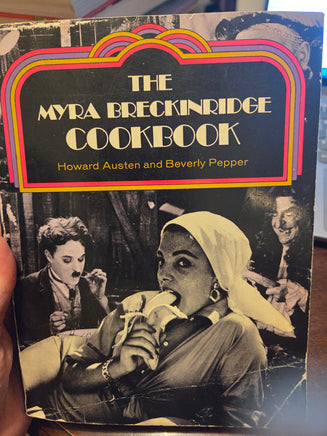 THE
MYRA BRECKINRIDGE
COOKBOOK
Howard Austen and Beverly Pepper